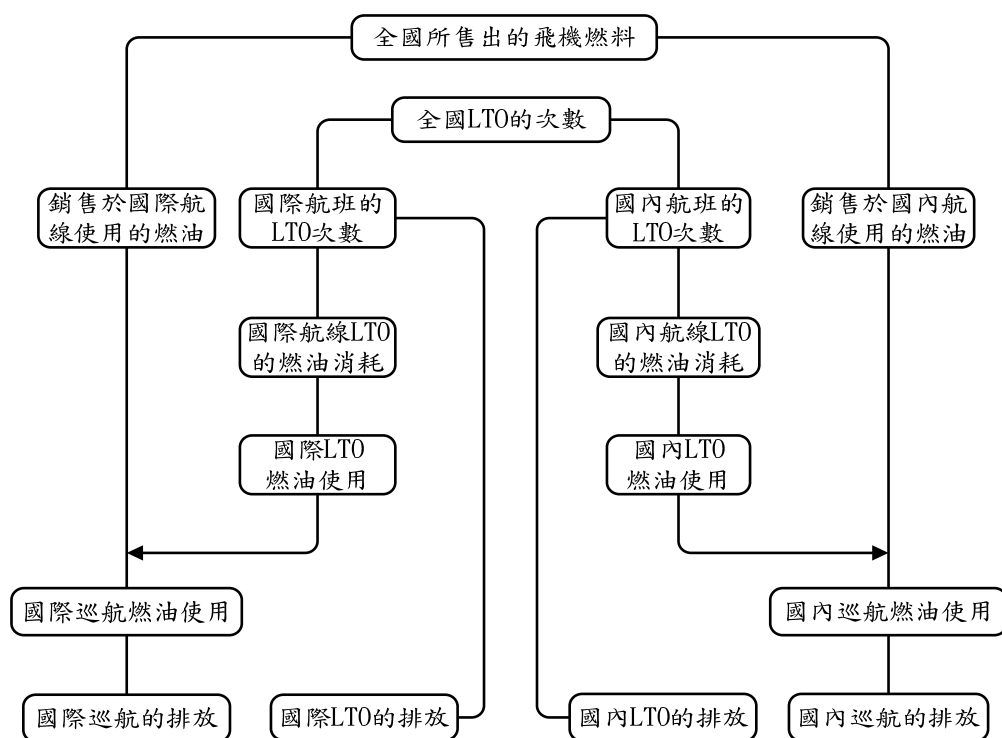 全國所售出的飛機燃料
全國LTO的次數
銷售於國際航
線使用的燃油
國際航班的
LTO次數
國內航班的
LTO次數
銷售於國內航
線使用的燃油
國際航線LTO
的燃油消耗
國內航線LTO
的燃油消耗
國際LTO
燃油使用
國內LTO
燃油使用
國際巡航燃油使用
國內巡航燃油使用
國際巡航的排放
國際LTO的排放
國內LTO的排放
國內巡航的排放